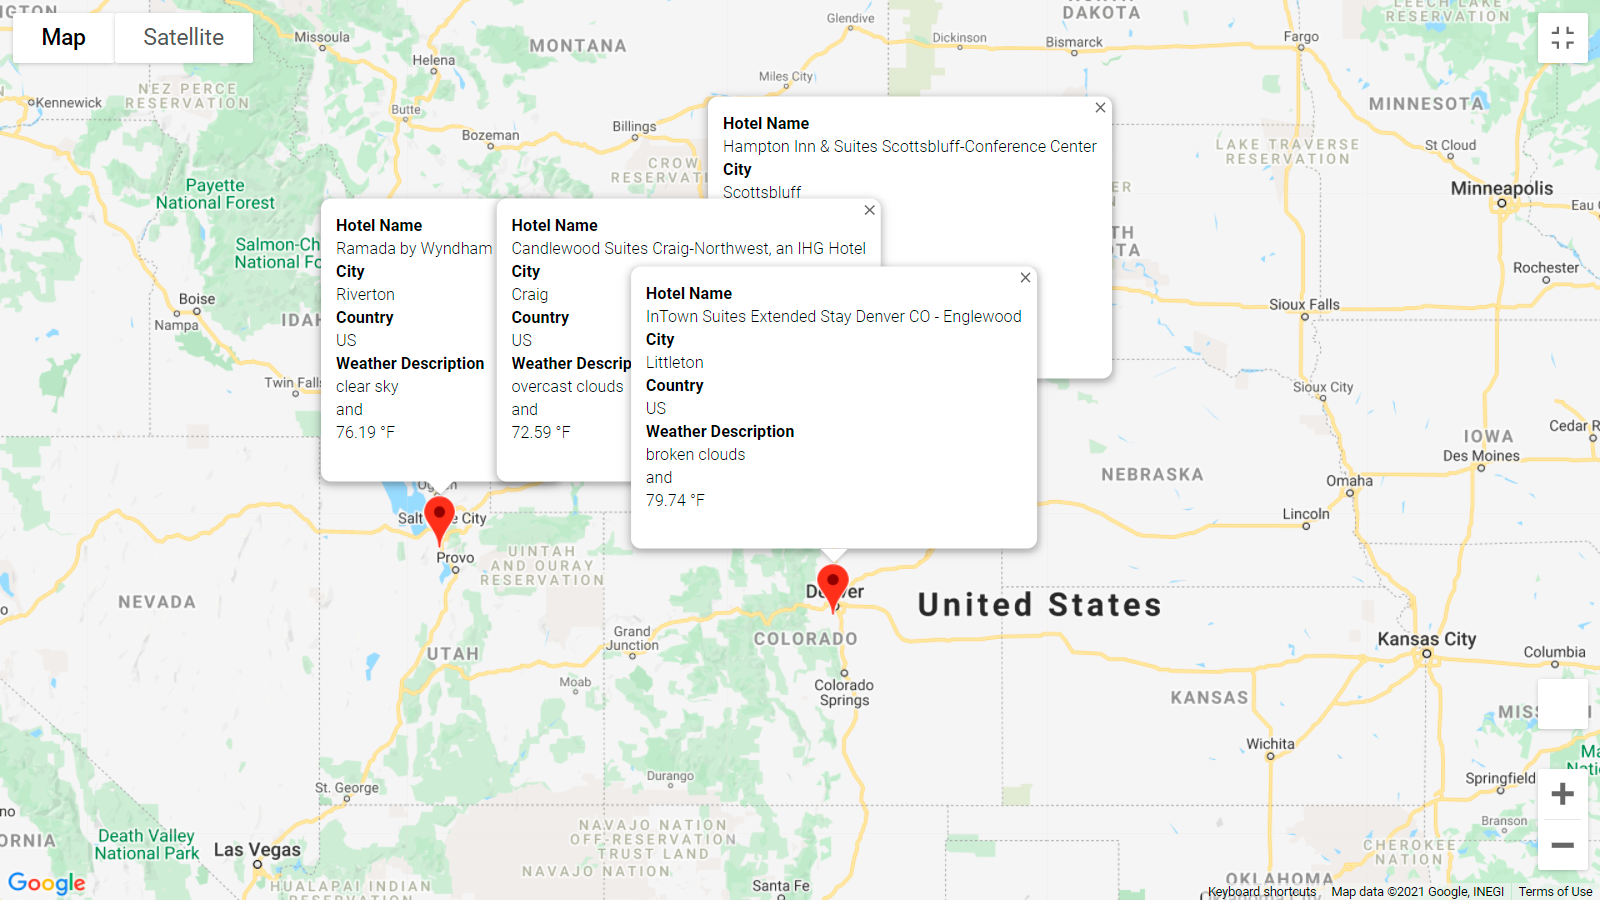 Map
Satellite
Hotel Name
Hampton Inn & Suites Scottsbluff-Conference Center
City
Scottsbluff
Hotel Name
Ramada by Wyndham
City
Riverton
Country
US
Weather Description
clear sky
and
76.19 °F
Hotel Name
Candlewood Suites Craig-Northwest, an IHG Hotel
City
Craig
Country
US
Weather Descrip
overcast clouds
and
72.59 °F
Hotel Name
InTown Suites Extended Stay Denver CO - Englewood
City
Littleton
Country
US
Weather Description
broken clouds
and
79.74 °F
Missoula
Helena
MONTANA
Glendive
Dickinson
Bismarck
DAKOTA
Fargo
LEECH LAKE
RESERVATION
Miles City
Kennewick
NEZ PERCE
RESERVATION
Butte
Bozeman
Billings
CROW
MINNESOTA
LAKE TRAVERSE
RESERVATION
St Cloud
Minneapolis
Eau
Payette
National Forest
Salmon-Ch
National Fo
Boise
Nampa
IDAH
Twin Falls
Rochester
Sioux Falls
Sioux City
IOWA
Cedar R
Des Moines
NEBRASKA
Omaha
Lincoln
City
Provo
UINTAH
AND OURAY
RESERVATION
NEVADA
UTAH
Grand
Junction
Moab
COLORADO
Colorado
Springs
United States
Kansas City
Columbia
KANSAS
Wichita
Springfield
Branson
St. George
Durango
Death Valley
National Park
Las Vegas
NAVAJO NATION
OFF-RESERVATION
TRUST LAND
NAVAJO NATION
HUALAPAI INDIAN
Santa Fe
CHEROKEE
NATION
OKLAHOMA
Google
Keyboard shortcuts
Map data ©2021 Google, INEGI
Terms of Use